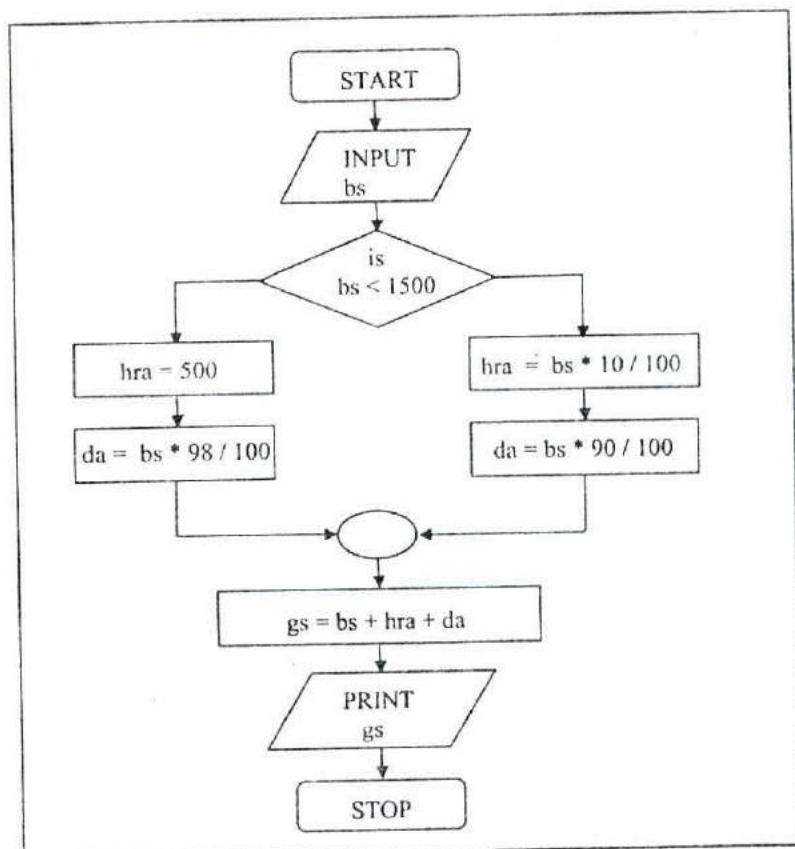 START
INPUT
bs
is
bs < 1500
hra = 500
hra = bs * 10 / 100
da = bs * 98 / 100
da = bs * 90 / 100
gs = bs + hra + da
PRINT
gs
STOP